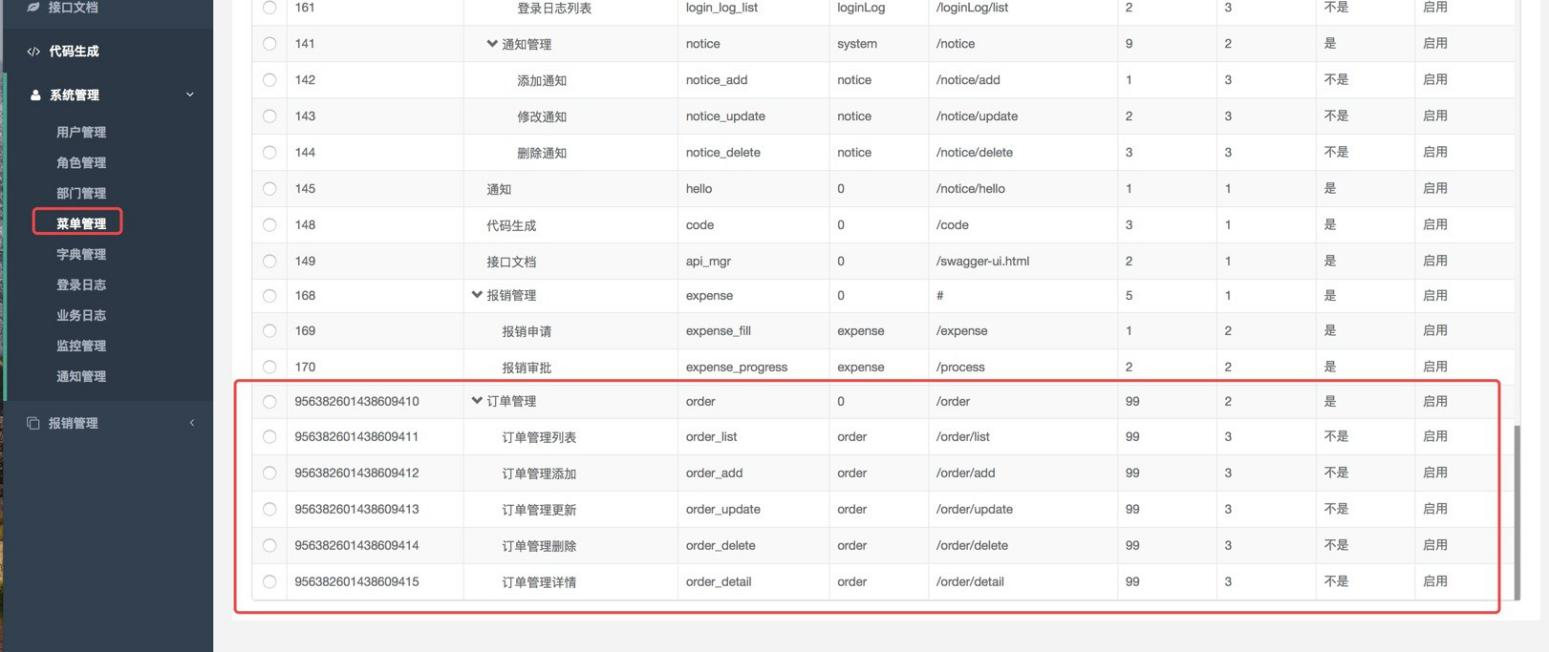 接口文档
代码生成
系统管理
用户管理
角色管理
部门管理
菜单管理
字典管理
登录日志
业务日志
监控管理
通知管理
报销管理
161 登录日志列表 login_log_list loginLog /loginLog/list 2 3 不是 启用
141 通知管理 notice system /notice 9 2 是 启用
142 添加通知 notice_add notice /notice/add 1 3 不是 启用
143 修改通知 notice_update notice /notice/update 2 3 不是 启用
144 删除通知 notice_delete notice /notice/delete 3 3 不是 启用
145 通知 hello 0 /notice/hello 1 1 是 启用
148 代码生成 code 0 /code 3 1 是 启用
149 接口文档 api_mgr 0 /swagger-ui.html 2 1 是 启用
168 报销管理 expense 0 # 5 1 是 启用
169 报销申请 expense_fill expense /expense 1 2 是 启用
170 报销审批 expense_progress expense /process 2 2 是 启用
956382601438609410 订单管理 order 0 /order 99 2 是 启用
956382601438609411 订单管理列表 order_list order /order/list 99 3 不是 启用
956382601438609412 订单管理添加 order_add order /order/add 99 3 不是 启用
956382601438609413 订单管理更新 order_update order /order/update 99 3 不是 启用
956382601438609414 订单管理删除 order_delete order /order/delete 99 3 不是 启用
956382601438609415 订单管理详情 order_detail order /order/detail 99 3 不是 启用